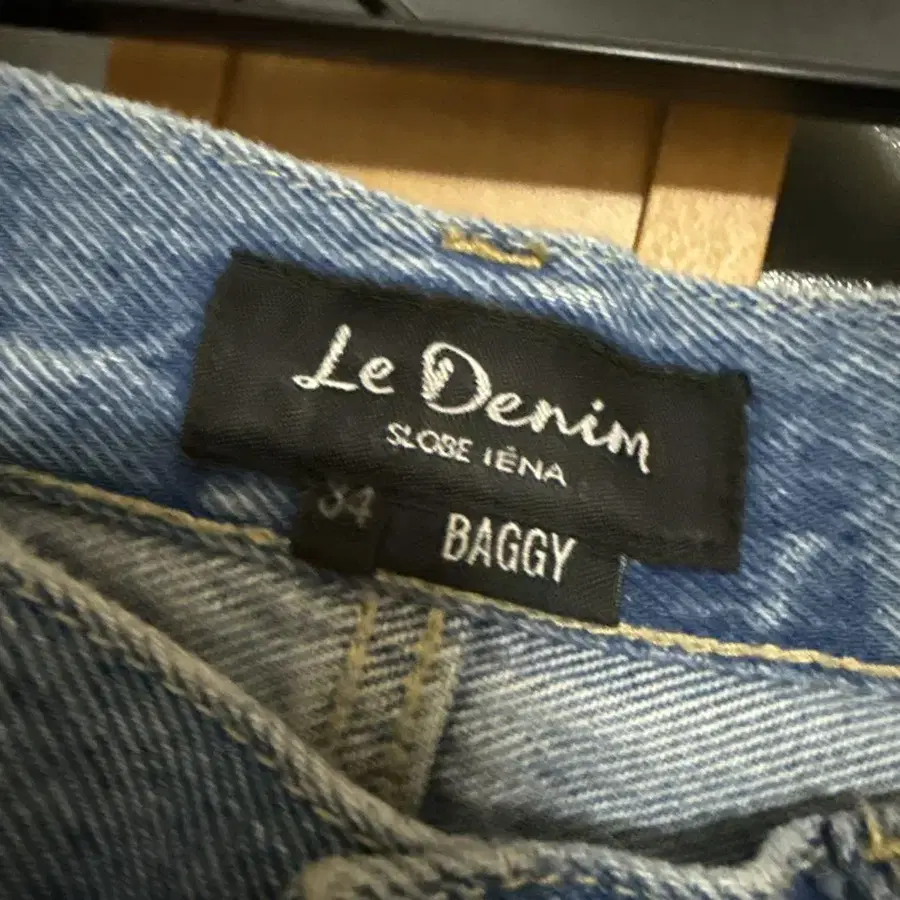 Le Denim
SLOBE IÉNA
34
BAGGY